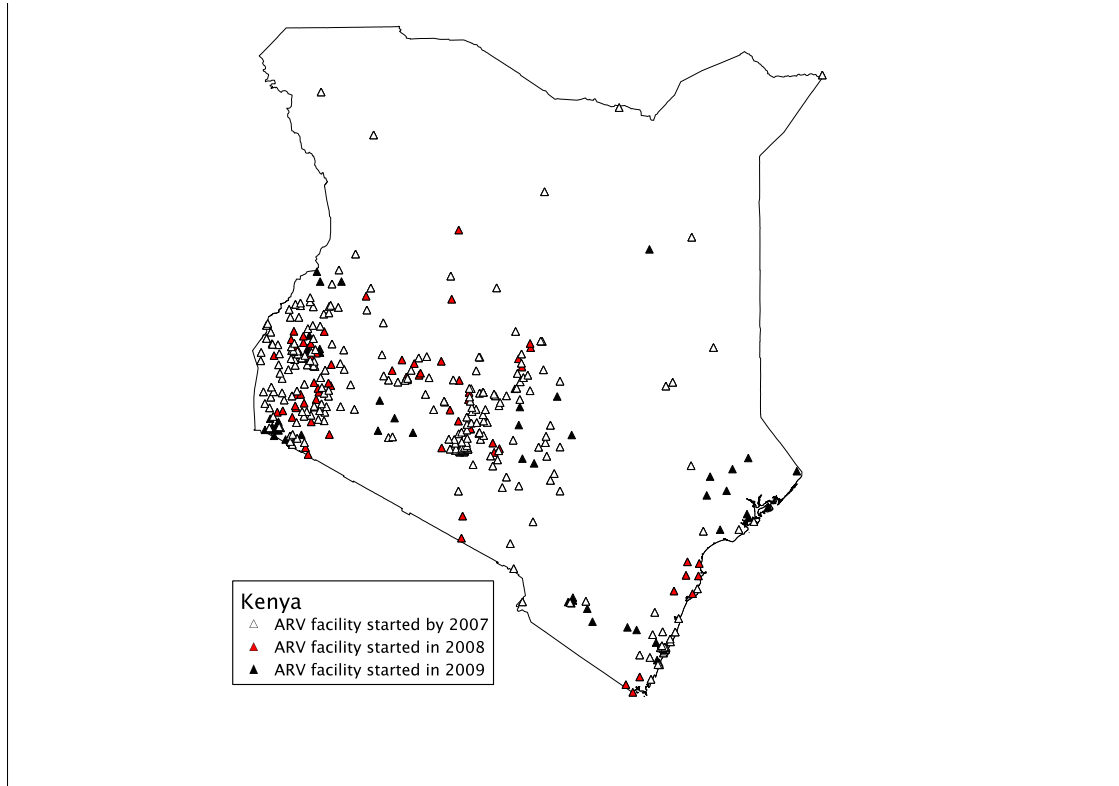 Kenya
ARV facility started by 2007
ARV facility started in 2008
ARV facility started in 2009